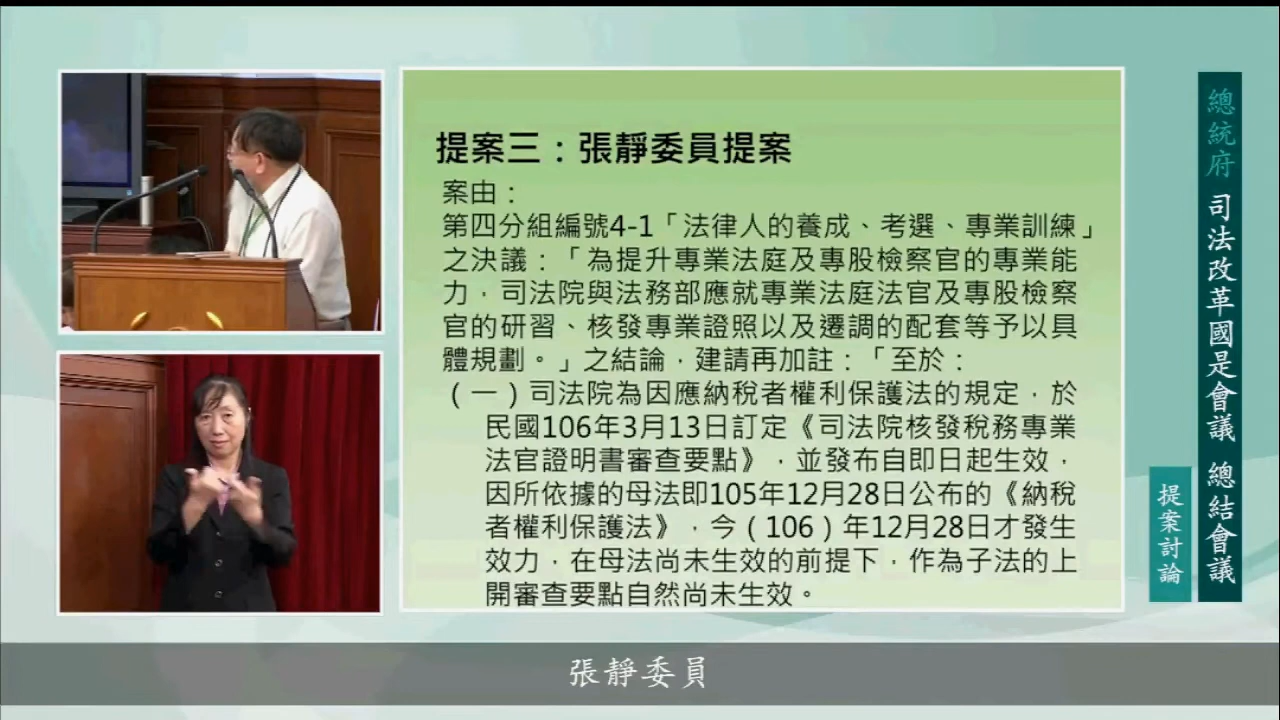 提案三：張靜委員提案
案由：
第四分組編號4-1「法律人的養成、考選、專業訓練」
之決議：「為提升專業法庭及專股檢察官的專業能
力，司法院與法務部應就專業法庭法官及專股檢察
官的研習、核發專業證照以及遷調的配套等予以具
體規劃。」之結論，建請再加註：「至於：
（一）司法院為因應納稅者權利保護法的規定，於
民國106年3月13日訂定《司法院核發稅務專業
法官證明書審查要點》，並發布自即日起生效，
因所依據的母法即105年12月28日公布的《納稅
者權利保護法》，今（106）年12月28日才發生
效力，在母法尚未生效的前提下，作為子法的上
開審查要點自然尚未生效。
總統府 司法改革國是會議 總結會議
提案討論
張靜委員